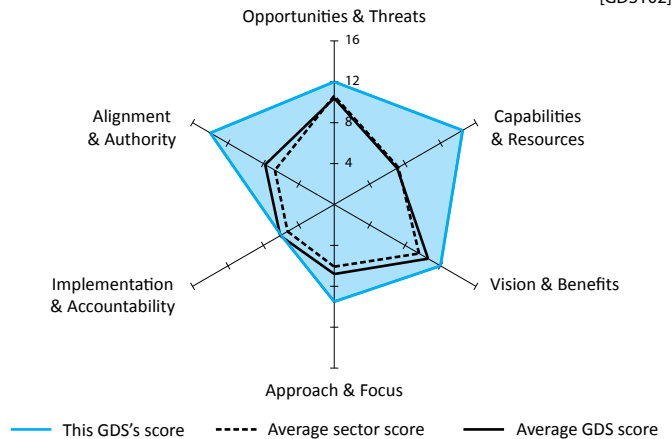 Opportunities & Threats
16
12
8
4
Alignment
& Authority
Capabilities
& Resources
Implementation
& Accountability
Vision & Benefits
Approach & Focus
This GDS's score
Average sector score
Average GDS score